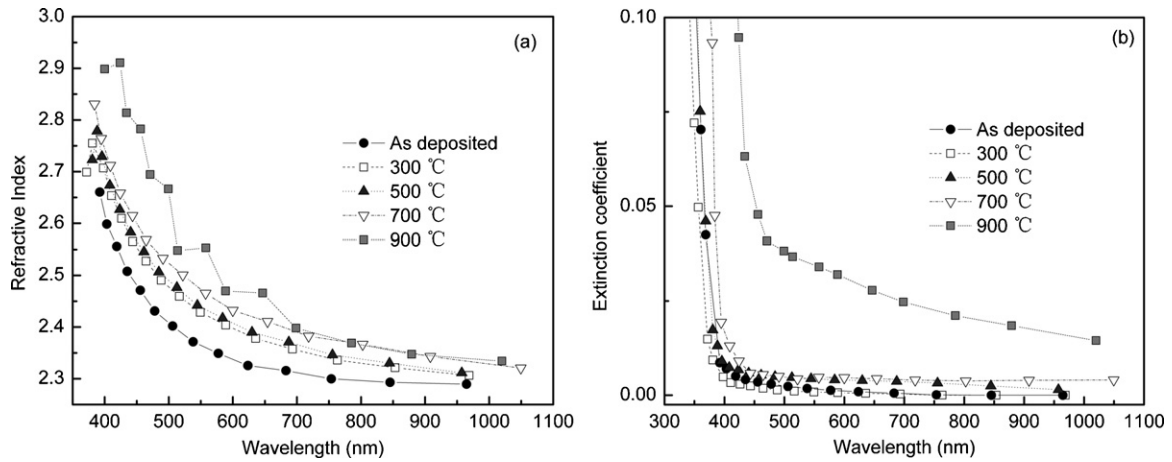 (a)
3.0
2.9
2.8
2.7
2.6
2.5
2.4
2.3
Refractive Index
As deposited
300 ℃
500 ℃
700 ℃
900 ℃
400 500 600 700 800 900 1000 1100
Wavelength (nm)
(b)
0.10
0.05
0.00
Extinction coefficient
As deposited
300 ℃
500 ℃
700 ℃
900 ℃
300 400 500 600 700 800 900 1000 1100
Wavelength (nm)